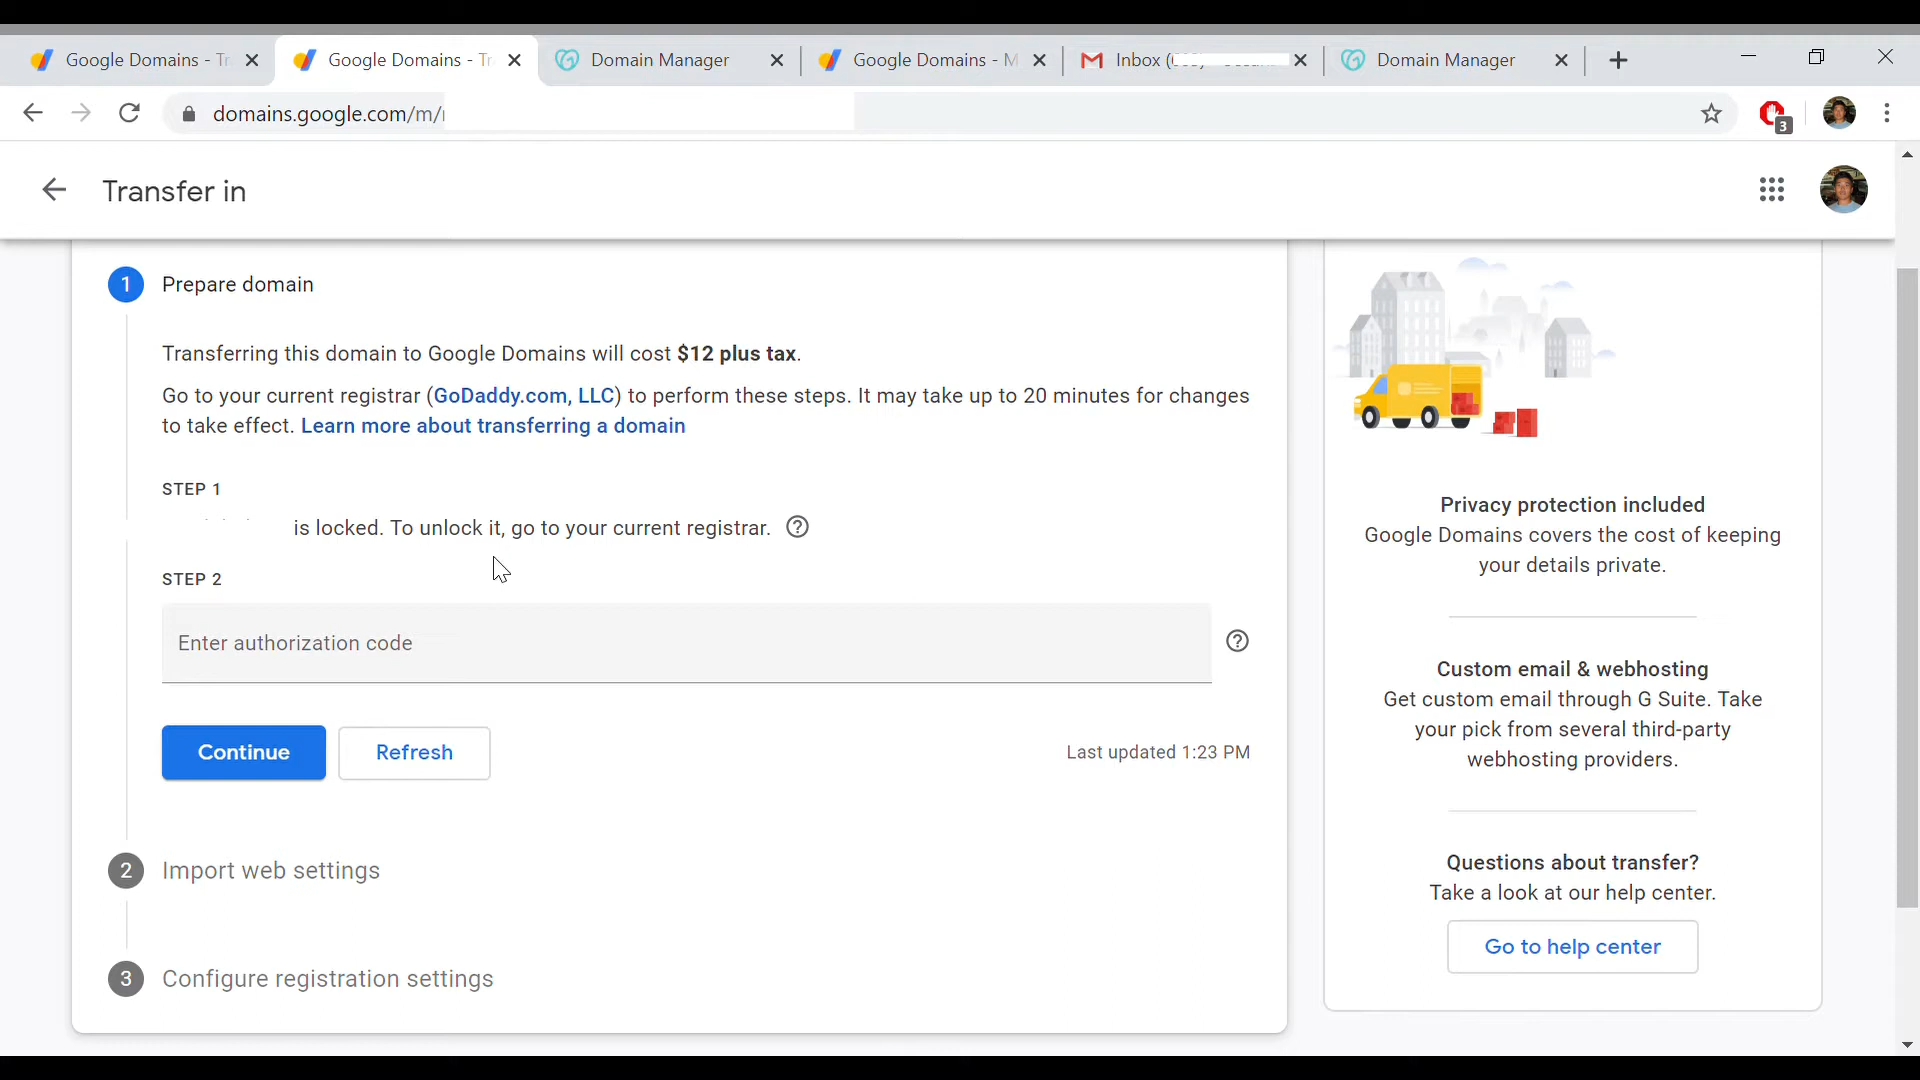 Google Domains - Tr
Google Domains - Tr
Domain Manager
Google Domains - M
Inbox (
Domain Manager
domains.google.com/m/
3
Transfer in
1 Prepare domain
Transferring this domain to Google Domains will cost $12 plus tax.
Go to your current registrar (GoDaddy.com, LLC) to perform these steps. It may take up to 20 minutes for changes
to take effect. Learn more about transferring a domain
STEP 1
is locked. To unlock it, go to your current registrar.
STEP 2
Enter authorization code
Continue
Refresh
Last updated 1:23 PM
2 Import web settings
3 Configure registration settings
Privacy protection included
Google Domains covers the cost of keeping
your details private.
Custom email & webhosting
Get custom email through G Suite. Take
your pick from several third-party
webhosting providers.
Questions about transfer?
Take a look at our help center.
Go to help center